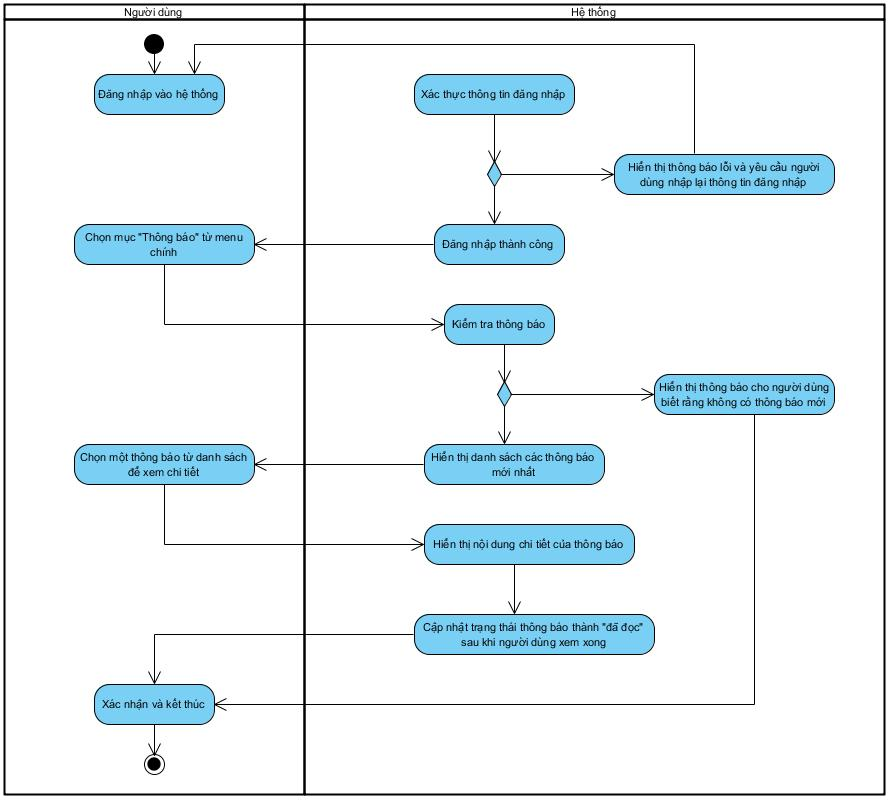 Người dùng
Hệ thống
Đăng nhập vào hệ thống
Xác thực thông tin đăng nhập
Hiển thị thông báo lỗi và yêu cầu người
dùng nhập lại thông tin đăng nhập
Đăng nhập thành công
Chọn mục "Thông báo" từ menu
chính
Kiểm tra thông báo
Hiển thị thông báo cho người dùng
biết rằng không có thông báo mới
Hiển thị danh sách các thông báo
mới nhất
Chọn một thông báo từ danh sách
để xem chi tiết
Hiển thị nội dung chi tiết của thông báo
Cập nhật trạng thái thông báo thành "đã đọc"
sau khi người dùng xem xong
Xác nhận và kết thúc